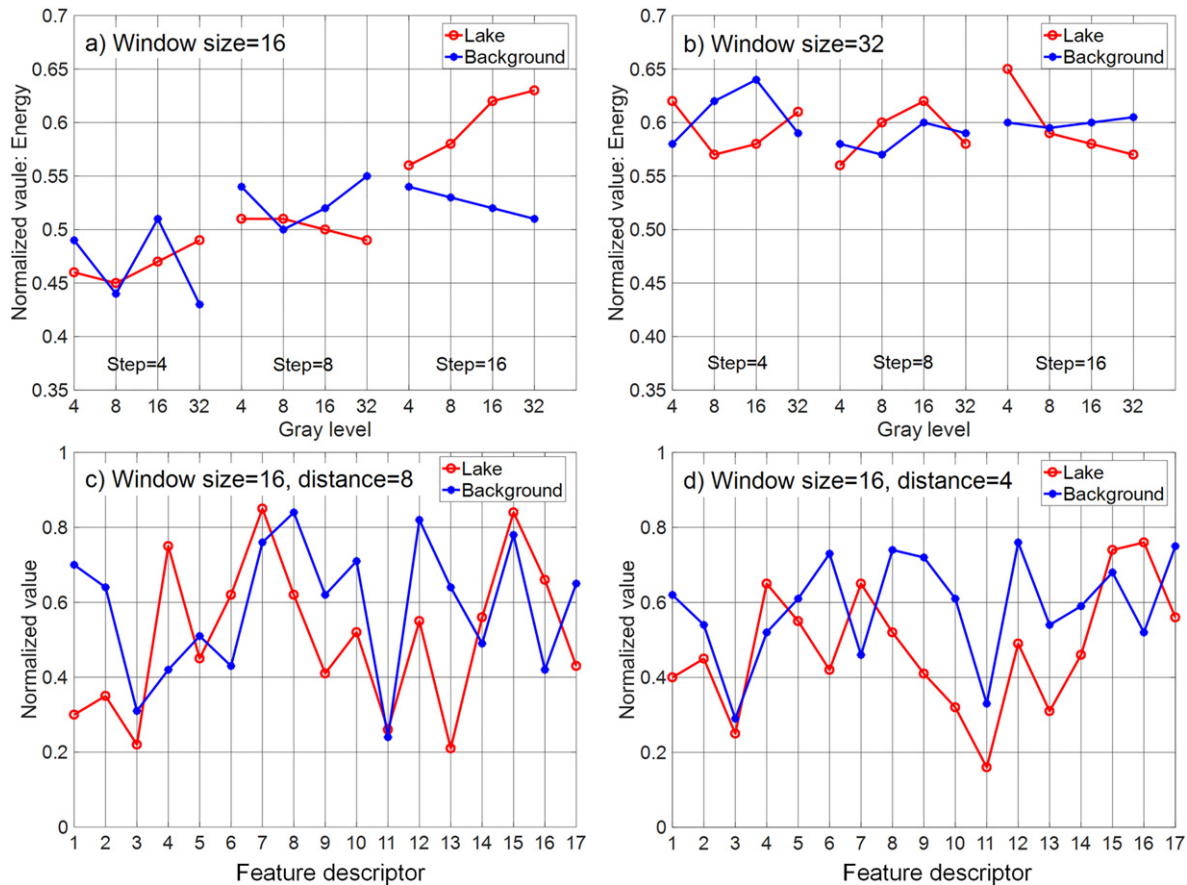 a) Window size=16
Lake
Background
Normalized vaule: Energy
0.7
0.65
0.6
0.55
0.5
0.45
0.4
0.35
Step=4 Step=8 Step=16
4 8 16 32 4 8 16 32 4 8 16 32
Gray level
b) Window size=32
Lake
Background
Normalized value: Energy
0.7
0.65
0.6
0.55
0.50
0.45
0.4
0.35
Step=4 Step=8 Step=16
4 8 16 32 4 8 16 32 4 8 16 32
Gray level
c) Window size=16, distance=8
Lake
Background
Normalized value
1
0.8
0.6
0.4
0.2
0
1 2 3 4 5 6 7 8 9 10 11 12 13 14 15 16 17
Feature descriptor
d) Window size=16, distance=4
Lake
Background
Normalized value
1
0.8
0.6
0.4
0.2
0
1 2 3 4 5 6 7 8 9 10 11 12 13 14 15 16 17
Feature descriptor